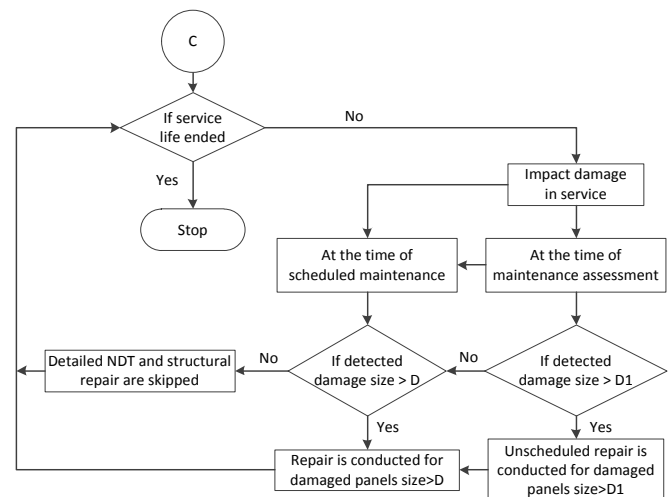 C
If service
life ended
No
Yes
Stop
Impact damage
in service
At the time of
scheduled maintenance
At the time of
maintenance assessment
Detailed NDT and structural
repair are skipped
No
If detected
damage size > D
No
If detected
damage size > D1
Yes
Yes
Repair is conducted for
damaged panels size>D
Unscheduled repair is
conducted for damaged
panels size>D1